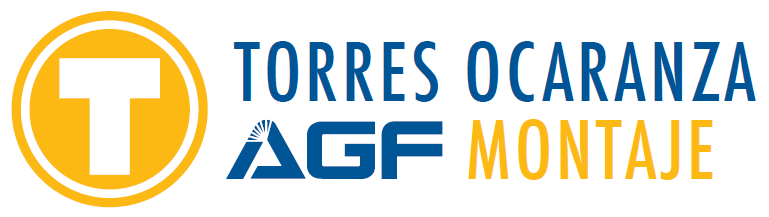 T
TORRES OCARANZA
AGF MONTAJE